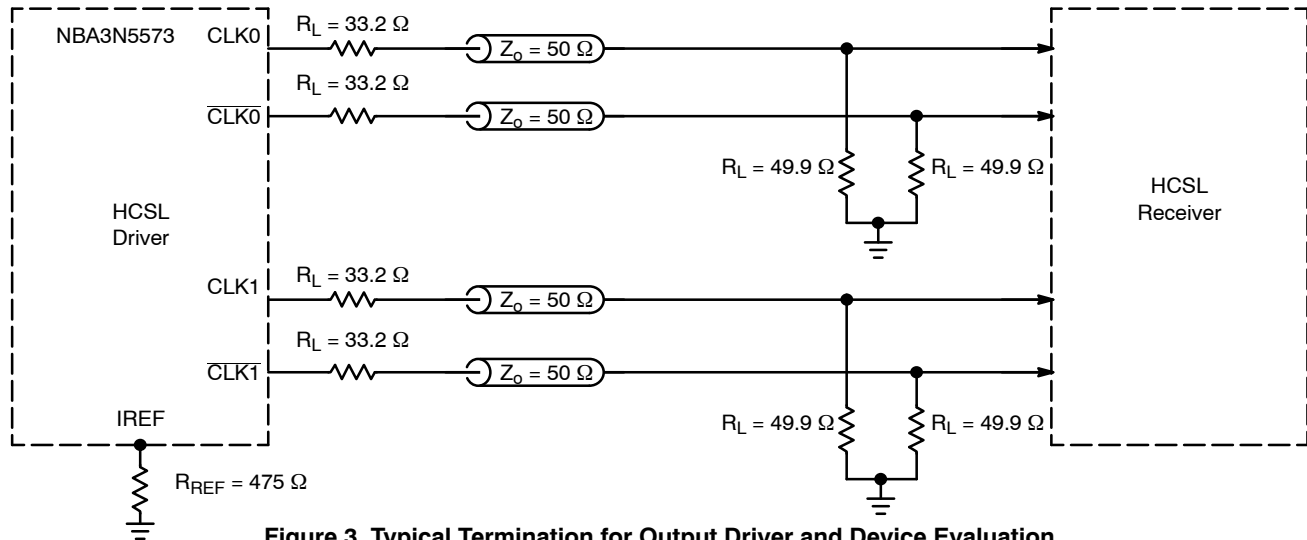 NBA3N5573
CLK0
R_L = 33.2 Ω
Z_o = 50 Ω
R_L = 33.2 Ω
CLK0
Z_o = 50 Ω
R_L = 49.9 Ω
R_L = 49.9 Ω
HCSL
Driver
HCSL
Receiver
CLK1
R_L = 33.2 Ω
Z_o = 50 Ω
R_L = 33.2 Ω
CLK1
Z_o = 50 Ω
R_L = 49.9 Ω
R_L = 49.9 Ω
IREF
R_REF = 475 Ω
Figure 3. Typical Termination for Output Driver and Device Evaluation